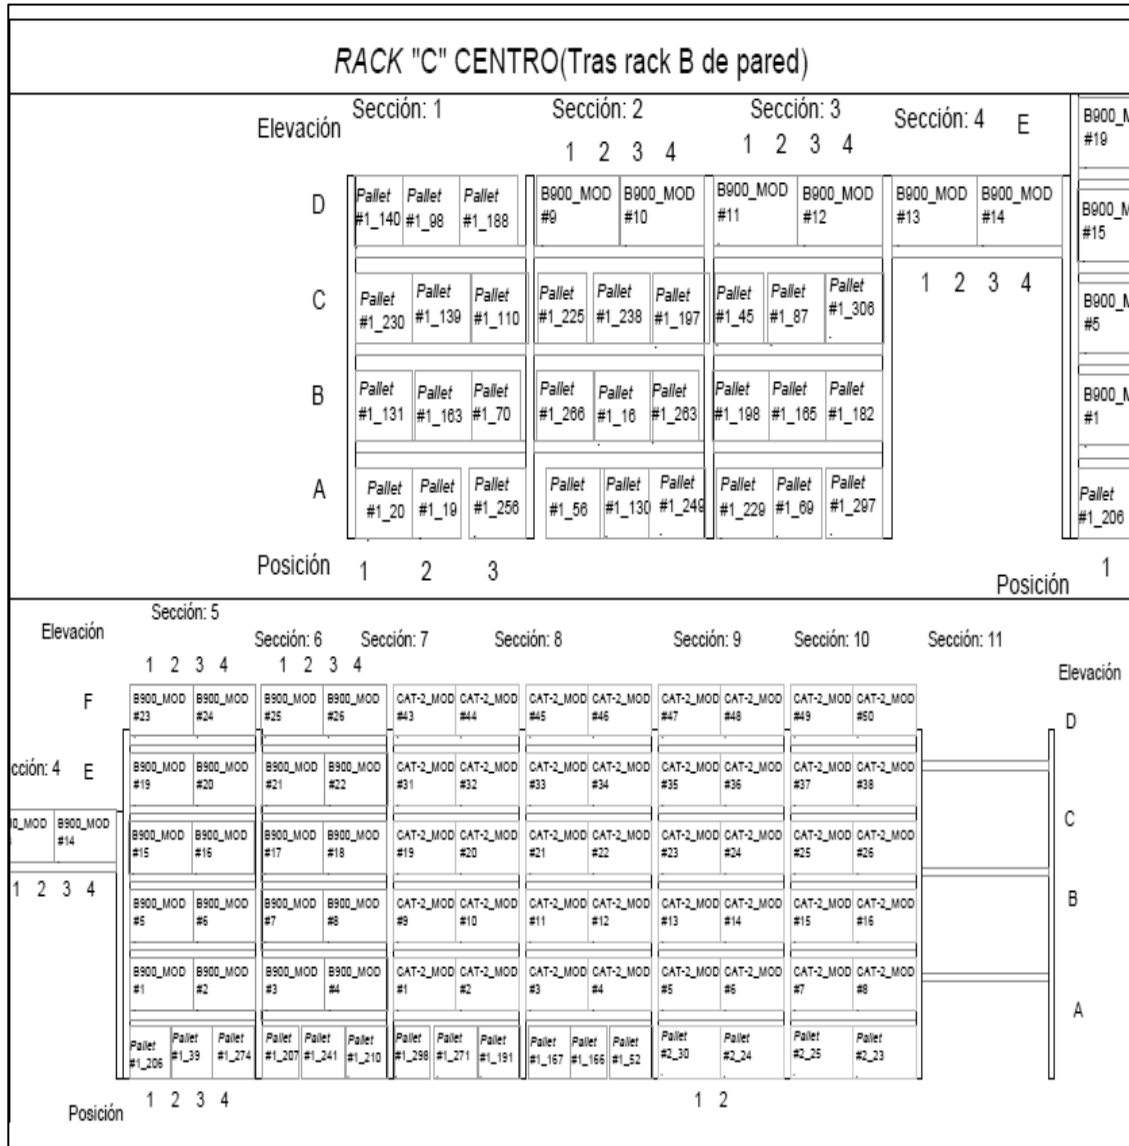 RACK "C" CENTRO(Tras rack B de pared)
Elevación Sección: 1 Sección: 2 Sección: 3 Sección: 4 E
1 2 3 4 1 2 3 4
B900_M
#19
D Pallet Pallet Pallet B900_MOD B900_MOD B900_MOD B900_MOD B900_MOD B900_MOD B900_M
#1_140 #1_98 #1_188 #9 #10 #11 #12 #13 #14 #15
1 2 3 4
C Pallet Pallet Pallet Pallet Pallet Pallet Pallet Pallet Pallet B900_M
#1_230 #1_139 #1_110 #1_225 #1_238 #1_197 #1_45 #1_87 #1_306 #5
B Pallet Pallet Pallet Pallet Pallet Pallet Pallet Pallet Pallet B900_M
#1_131 #1_163 #1_70 #1_266 #1_16 #1_263 #1_198 #1_165 #1_182 #1
A Pallet Pallet Pallet Pallet Pallet Pallet Pallet Pallet Pallet Pallet
#1_20 #1_19 #1_256 #1_56 #1_130 #1_249 #1_229 #1_69 #1_297 #1_206
Posición 1 2 3 Posición 1
Sección: 5
Elevación Sección: 6 Sección: 7 Sección: 8 Sección: 9 Sección: 10 Sección: 11
1 2 3 4 1 2 3 4 Elevación
F B900_MOD B900_MOD B900_MOD B900_MOD CAT-2_MOD CAT-2_MOD CAT-2_MOD CAT-2_MOD CAT-2_MOD CAT-2_MOD CAT-2_MOD CAT-2_MOD D
#23 #24 #25 #26 #43 #44 #45 #46 #47 #48 #49 #50
cción: 4 E B900_MOD B900_MOD B900_MOD B900_MOD CAT-2_MOD CAT-2_MOD CAT-2_MOD CAT-2_MOD CAT-2_MOD CAT-2_MOD CAT-2_MOD CAT-2_MOD
#19 #20 #21 #22 #31 #32 #33 #34 #35 #36 #37 #38
00_MOD B900_MOD B900_MOD B900_MOD B900_MOD B900_MOD CAT-2_MOD CAT-2_MOD CAT-2_MOD CAT-2_MOD CAT-2_MOD CAT-2_MOD CAT-2_MOD CAT-2_MOD C
#14 #15 #16 #17 #18 #19 #20 #21 #22 #23 #24 #25 #26
1 2 3 4 B900_MOD B900_MOD B900_MOD B900_MOD CAT-2_MOD CAT-2_MOD CAT-2_MOD CAT-2_MOD CAT-2_MOD CAT-2_MOD CAT-2_MOD CAT-2_MOD B
#5 #6 #7 #8 #9 #10 #11 #12 #13 #14 #15 #16
B900_MOD B900_MOD B900_MOD B900_MOD CAT-2_MOD CAT-2_MOD CAT-2_MOD CAT-2_MOD CAT-2_MOD CAT-2_MOD CAT-2_MOD CAT-2_MOD
#1 #2 #3 #4 #1 #2 #3 #4 #5 #6 #7 #8
A
Pallet Pallet Pallet Pallet Pallet Pallet Pallet Pallet Pallet Pallet Pallet Pallet Pallet Pallet Pallet Pallet
#1_206 #1_39 #1_274 #1_207 #1_241 #1_210 #1_298 #1_271 #1_191 #1_167 #1_166 #1_52 #2_30 #2_24 #2_25 #2_23
Posición 1 2 3 4 1 2